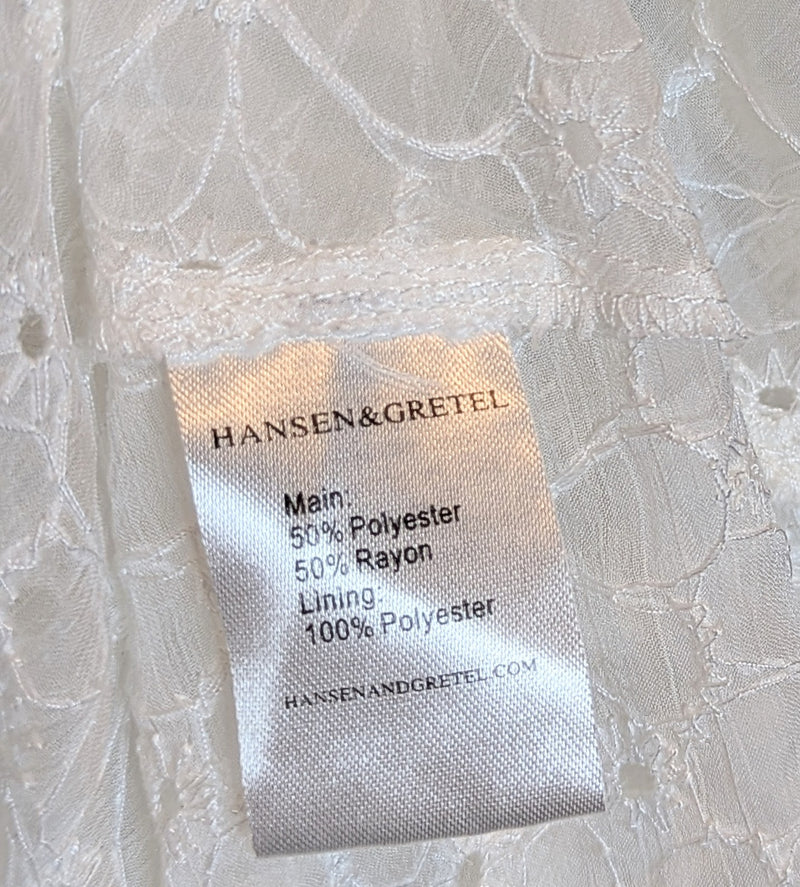 HANSEN&GRETEL
Main:
50% Polyester
50% Rayon
Lining:
100% Polyester
HANSENANDGRETEL.COM